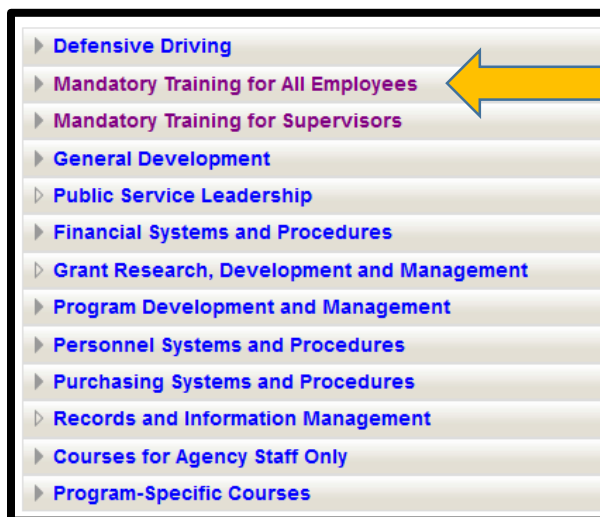 Defensive Driving
Mandatory Training for All Employees
Mandatory Training for Supervisors
General Development
Public Service Leadership
Financial Systems and Procedures
Grant Research, Development and Management
Program Development and Management
Personnel Systems and Procedures
Purchasing Systems and Procedures
Records and Information Management
Courses for Agency Staff Only
Program-Specific Courses